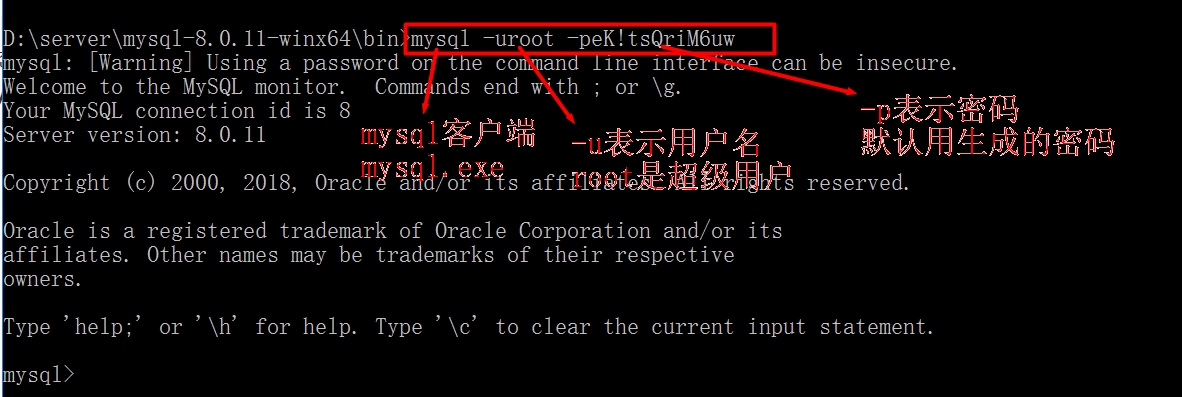 D:\server\mysql-8.0.11-winx64\bin>mysql -uroot -peK!tsQriM6uw
mysql: [Warning] Using a password on the command line interface can be insecure.
Welcome to the MySQL monitor.  Commands end with ; or \g.
Your MySQL connection id is 8
Server version: 8.0.11
mysql客户端
mysql.exe
-u表示用户名
root是超级用户
-p表示密码
默认用生成的密码
Copyright (c) 2000, 2018, Oracle and/or its affiliates. All rights reserved.
Oracle is a registered trademark of Oracle Corporation and/or its
affiliates. Other names may be trademarks of their respective
owners.
Type 'help;' or '\h' for help. Type '\c' to clear the current input statement.
mysql>